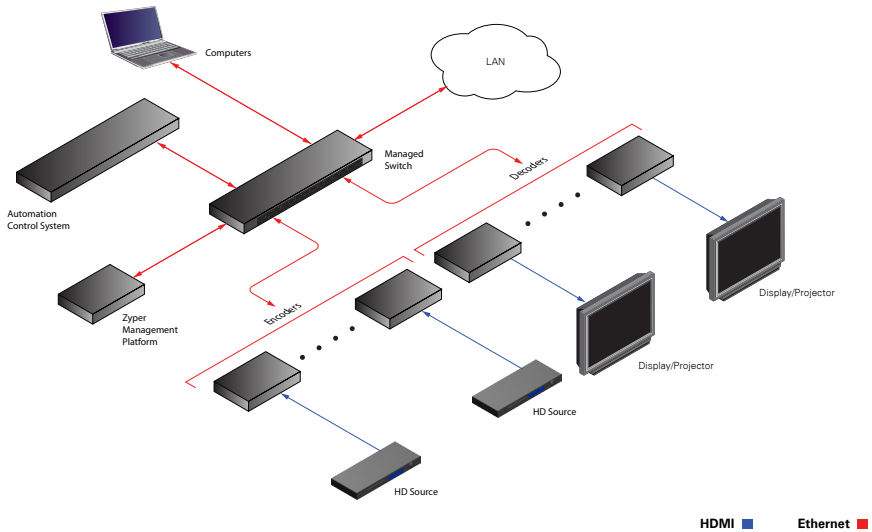 Computers
LAN
Managed
Switch
Decoders
Automation
Control System
Zyper
Management
Platform
Encoders
Display/Projector
Display/Projector
HD Source
HD Source
HDMI
Ethernet